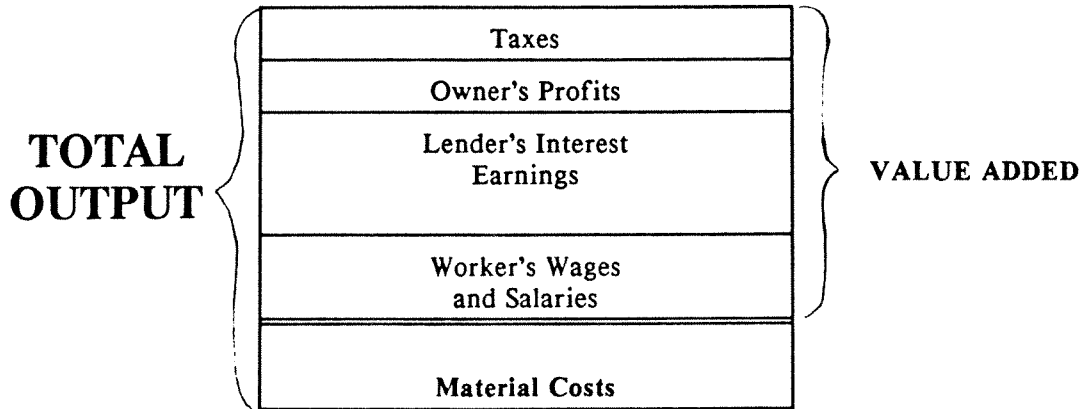 Taxes
Owner's Profits
Lender's Interest
Earnings
TOTAL
OUTPUT
VALUE ADDED
Worker's Wages
and Salaries
Material Costs